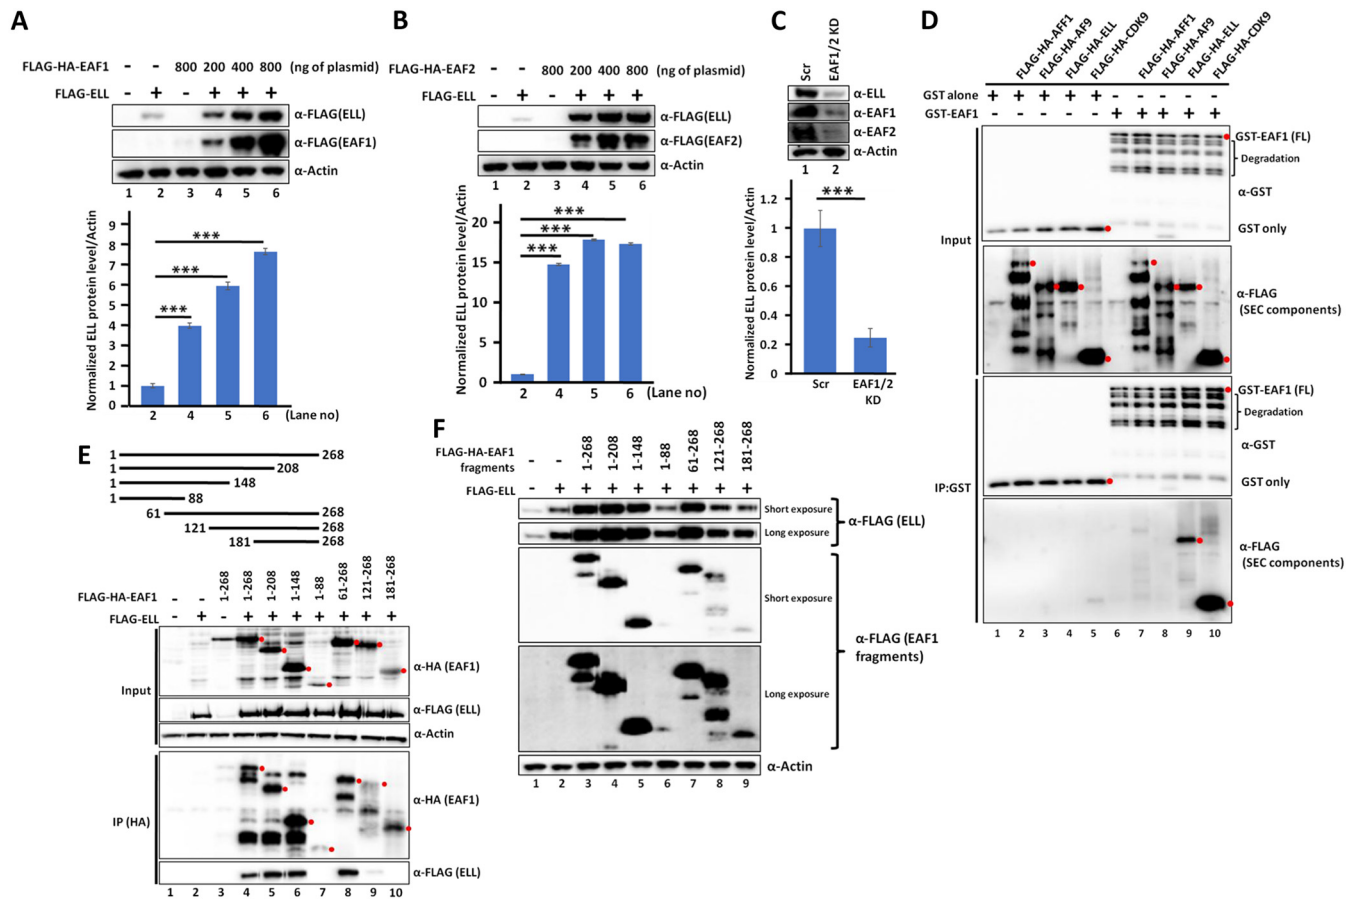 A
FLAG-HA-EAF1 - - 800 200 400 800 (ng of plasmid)
FLAG-ELL - + - + + +
α-FLAG(ELL)
α-FLAG(EAF1)
α-Actin
1 2 3 4 5 6
Normalized ELL protein level/Actin
9
8
7
6
5
4
3
2
1
0
***
***
***
2 4 5 6 (Lane no)
B
FLAG-HA-EAF2 - - 800 200 400 800 (ng of plasmid)
FLAG-ELL - + - + + +
α-FLAG(ELL)
α-FLAG(EAF2)
α-Actin
1 2 3 4 5 6
Normalized ELL protein level/Actin
20
15
10
5
0
***
***
***
2 4 5 6 (Lane no)
C
Scr
EAF1/2 KD
α-ELL
α-EAF1
α-EAF2
α-Actin
1 2
Normalized ELL protein level/Actin
1.2
1
0.8
0.6
0.4
0.2
0
***
Scr EAF1/2
KD
D
FLAG-HA-AFF1
FLAG-HA-AF9
FLAG-HA-ELL
FLAG-HA-CDK9
FLAG-HA-AFF1
FLAG-HA-AF9
FLAG-HA-ELL
FLAG-HA-CDK9
GST alone + + + + + - - - - -
GST-EAF1 - - - - - + + + + +
Input
GST-EAF1 (FL)
Degradation
α-GST
GST only
α-FLAG
(SEC components)
IP:GST
GST-EAF1 (FL)
Degradation
α-GST
GST only
α-FLAG
(SEC components)
1 2 3 4 5 6 7 8 9 10
E
1 268
1 208
1 148
1 88
61 268
121 268
181 268
FLAG-HA-EAF1 - - 1-268 1-268 1-208 1-148 1-88 61-268 121-268 181-268
FLAG-ELL - + - + + + + + + +
Input
α-HA (EAF1)
α-FLAG (ELL)
α-Actin
IP (HA)
α-HA (EAF1)
α-FLAG (ELL)
1 2 3 4 5 6 7 8 9 10
F
FLAG-HA-EAF1
fragments - - 1-268 1-208 1-148 1-88 61-268 121-268 181-268
FLAG-ELL - + + + + + + + +
Short exposure
Long exposure
α-FLAG (ELL)
Short exposure
Long exposure
α-FLAG (EAF1
fragments)
α-Actin
1 2 3 4 5 6 7 8 9